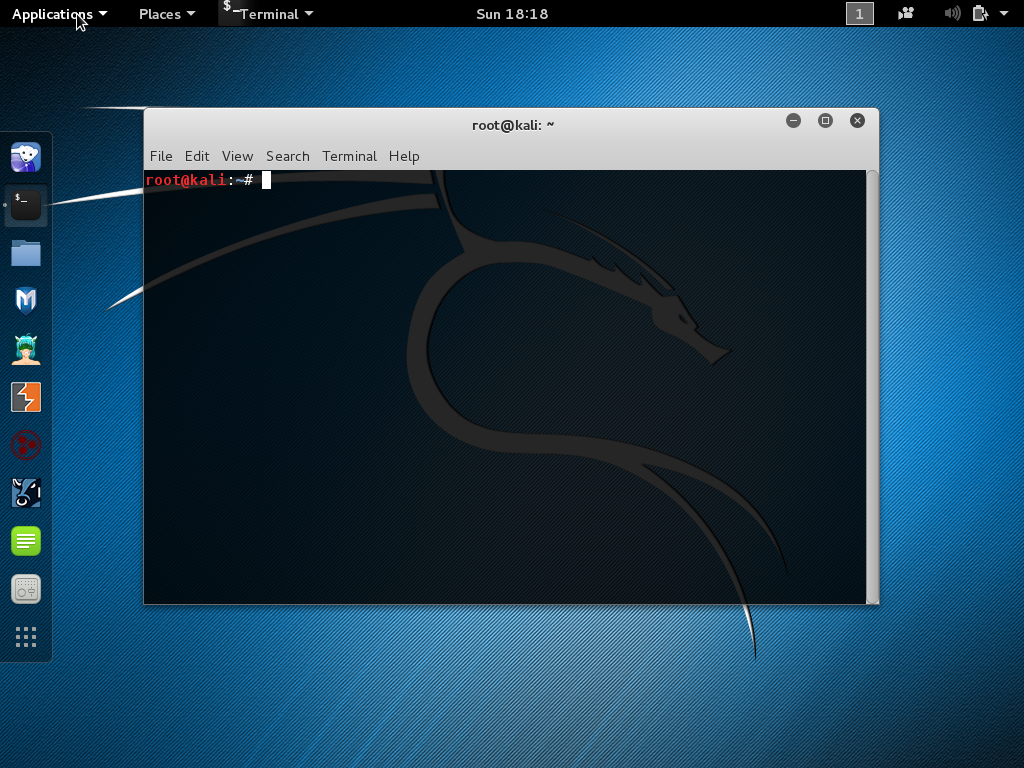 Applications Places $_ Terminal Sun 18:18 1
root@kali: ~
File Edit View Search Terminal Help
root@kali:~#
$_